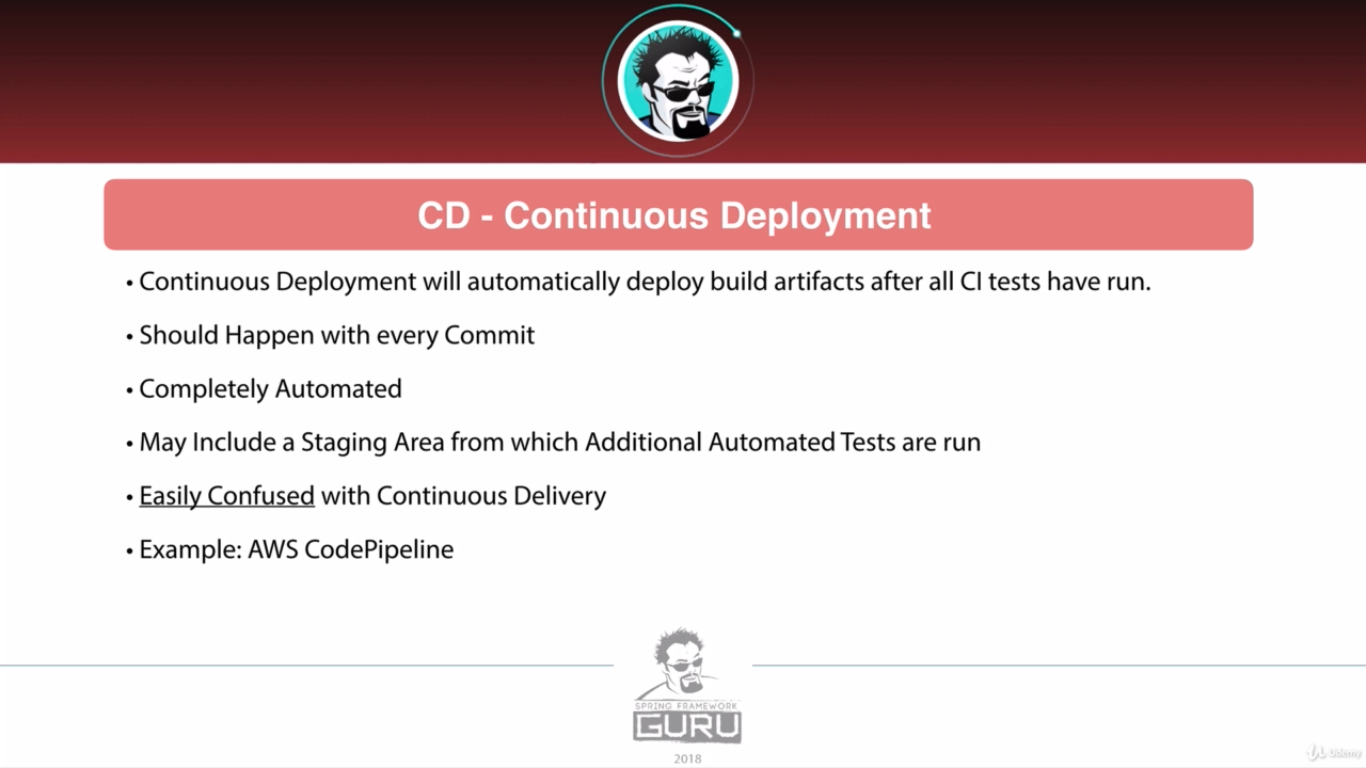 CD - Continuous Deployment
• Continuous Deployment will automatically deploy build artifacts after all CI tests have run.
• Should Happen with every Commit
• Completely Automated
• May Include a Staging Area from which Additional Automated Tests are run
• Easily Confused with Continuous Delivery
• Example: AWS CodePipeline
SPRING FRAMEWORK
GURU
2018
Udemy